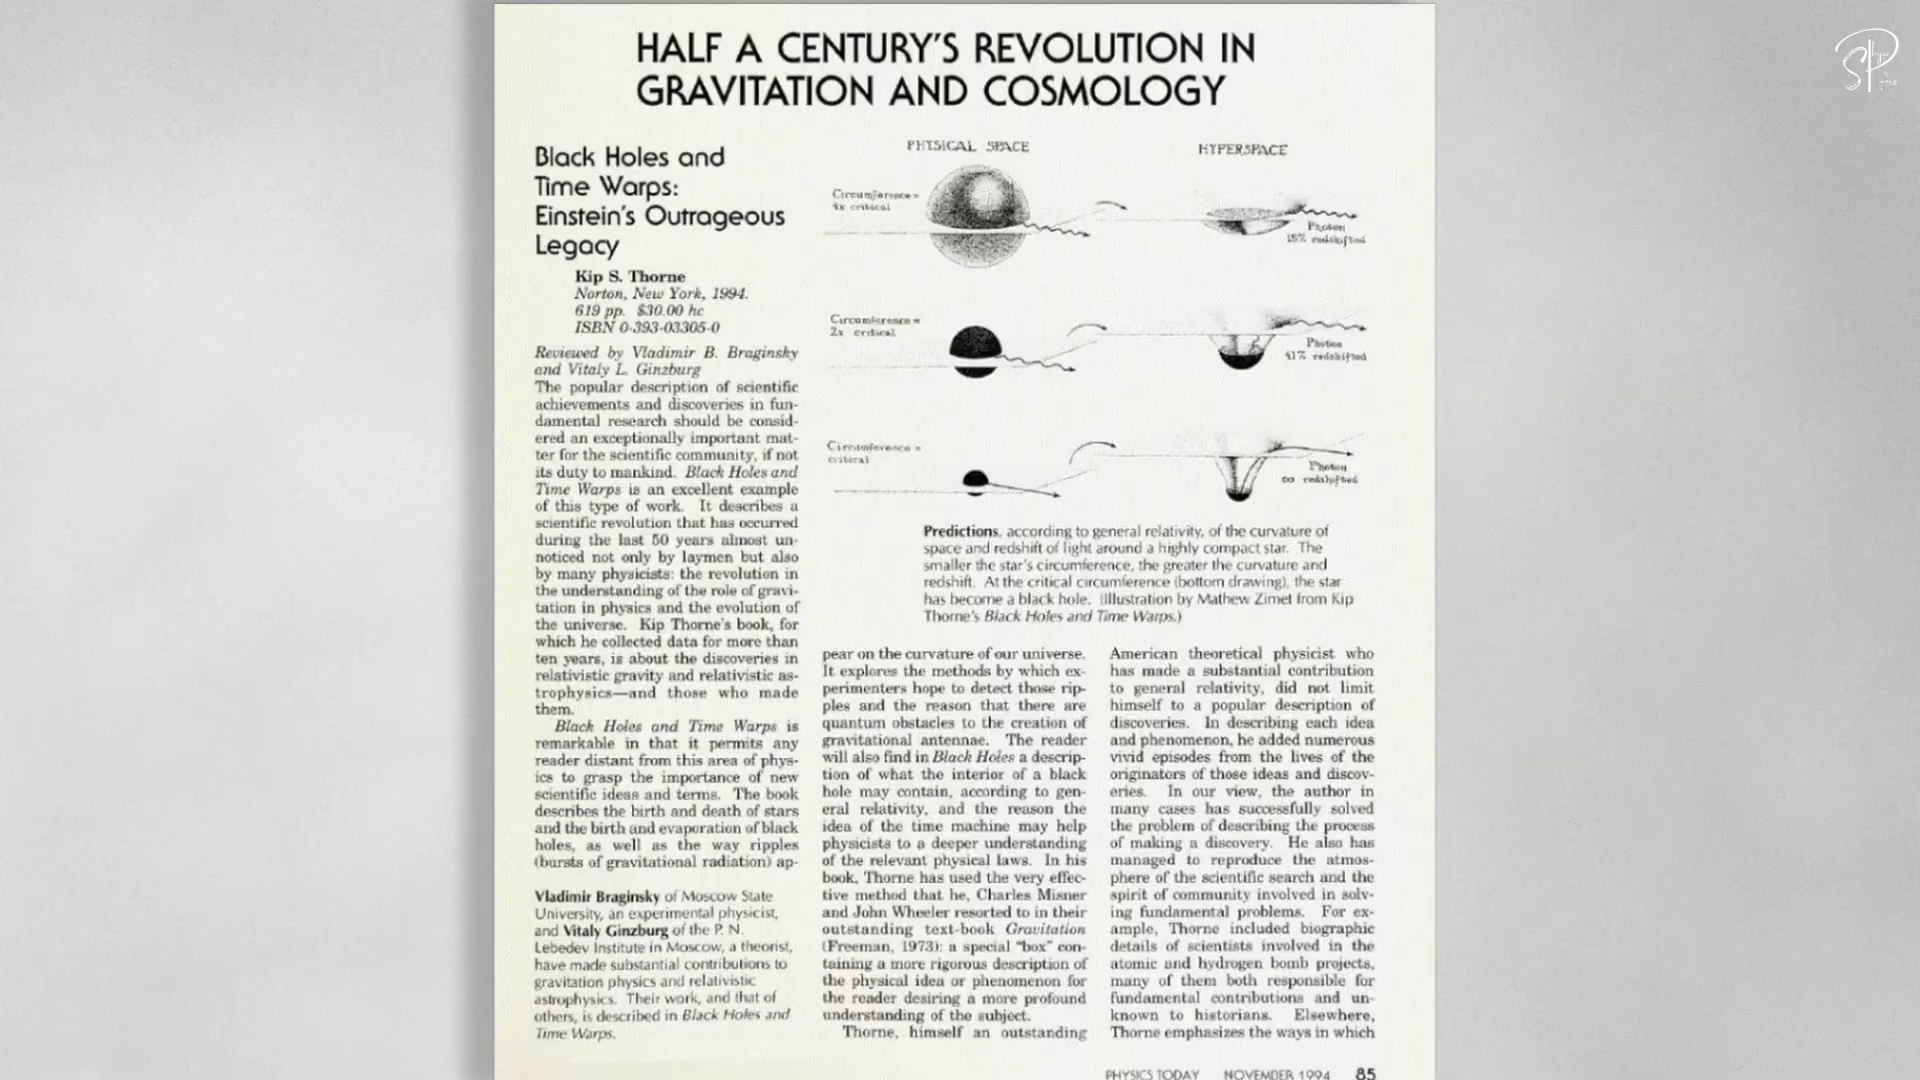 HALF A CENTURY'S REVOLUTION IN
GRAVITATION AND COSMOLOGY
Black Holes and
Time Warps:
Einstein's Outrageous
Legacy
Kip S. Thorne
Norton, New York, 1994.
619 pp. $30.00 hc
ISBN 0-393-03305-0
Reviewed by Vladimir B. Braginsky
and Vitaly L. Ginzburg
The popular description of scientific
achievements and discoveries in fun-
damental research should be consid-
ered an exceptionally important mat-
ter for the scientific community, if not
its duty to mankind. Black Holes and
Time Warps is an excellent example
of this type of work. It describes a
scientific revolution that has occurred
during the last 50 years almost un-
noticed not only by laymen but also
by many physicists: the revolution in
the understanding of the role of gravi-
tation in physics and the evolution of
the universe. Kip Thorne's book, for
which he collected data for more than
ten years, is about the discoveries in
relativistic gravity and relativistic as-
trophysics—and those who made
them.
Black Holes and Time Warps is
remarkable in that it permits any
reader distant from this area of phys-
ics to grasp the importance of new
scientific ideas and terms. The book
describes the birth and death of stars
and the birth and evaporation of black
holes, as well as the way ripples
(bursts of gravitational radiation) ap-
Vladimir Braginsky of Moscow State
University, an experimental physicist,
and Vitaly Ginzburg of the P. N.
Lebedev Institute in Moscow, a theorist,
have made substantial contributions to
gravitation physics and relativistic
astrophysics. Their work, and that of
others, is described in Black Holes and
Time Warps.
PHYSICAL SPACE
HYPERSPACE
Circumference =
4x critical
Photon
15% redshifted
Circumference =
2x critical
Photon
41% redshifted
Circumference =
critical
Photon
∞ redshifted
Predictions, according to general relativity, of the curvature of
space and redshift of light around a highly compact star. The
smaller the star's circumference, the greater the curvature and
redshift. At the critical circumference (bottom drawing), the star
has become a black hole. (Illustration by Mathew Zimet from Kip
Thorne's Black Holes and Time Warps.)
pear on the curvature of our universe.
It explores the methods by which ex-
perimenters hope to detect those rip-
ples and the reason that there are
quantum obstacles to the creation of
gravitational antennae. The reader
will also find in Black Holes a descrip-
tion of what the interior of a black
hole may contain, according to gen-
eral relativity, and the reason the
idea of the time machine may help
physicists to a deeper understanding
of the relevant physical laws. In his
book, Thorne has used the very effec-
tive method that he, Charles Misner
and John Wheeler resorted to in their
outstanding text-book Gravitation
(Freeman, 1973): a special "box" con-
taining a more rigorous description of
the physical idea or phenomenon for
the reader desiring a more profound
understanding of the subject.
Thorne, himself an outstanding
American theoretical physicist who
has made a substantial contribution
to general relativity, did not limit
himself to a popular description of
discoveries. In describing each idea
and phenomenon, he added numerous
vivid episodes from the lives of the
originators of those ideas and discov-
eries. In our view, the author in
many cases has successfully solved
the problem of describing the process
of making a discovery. He also has
managed to reproduce the atmos-
phere of the scientific search and the
spirit of community involved in solv-
ing fundamental problems. For ex-
ample, Thorne included biographic
details of scientists involved in the
atomic and hydrogen bomb projects,
many of them both responsible for
fundamental contributions and un-
known to historians. Elsewhere,
Thorne emphasizes the ways in which
PHYSICS TODAY NOVEMBER 1994 85